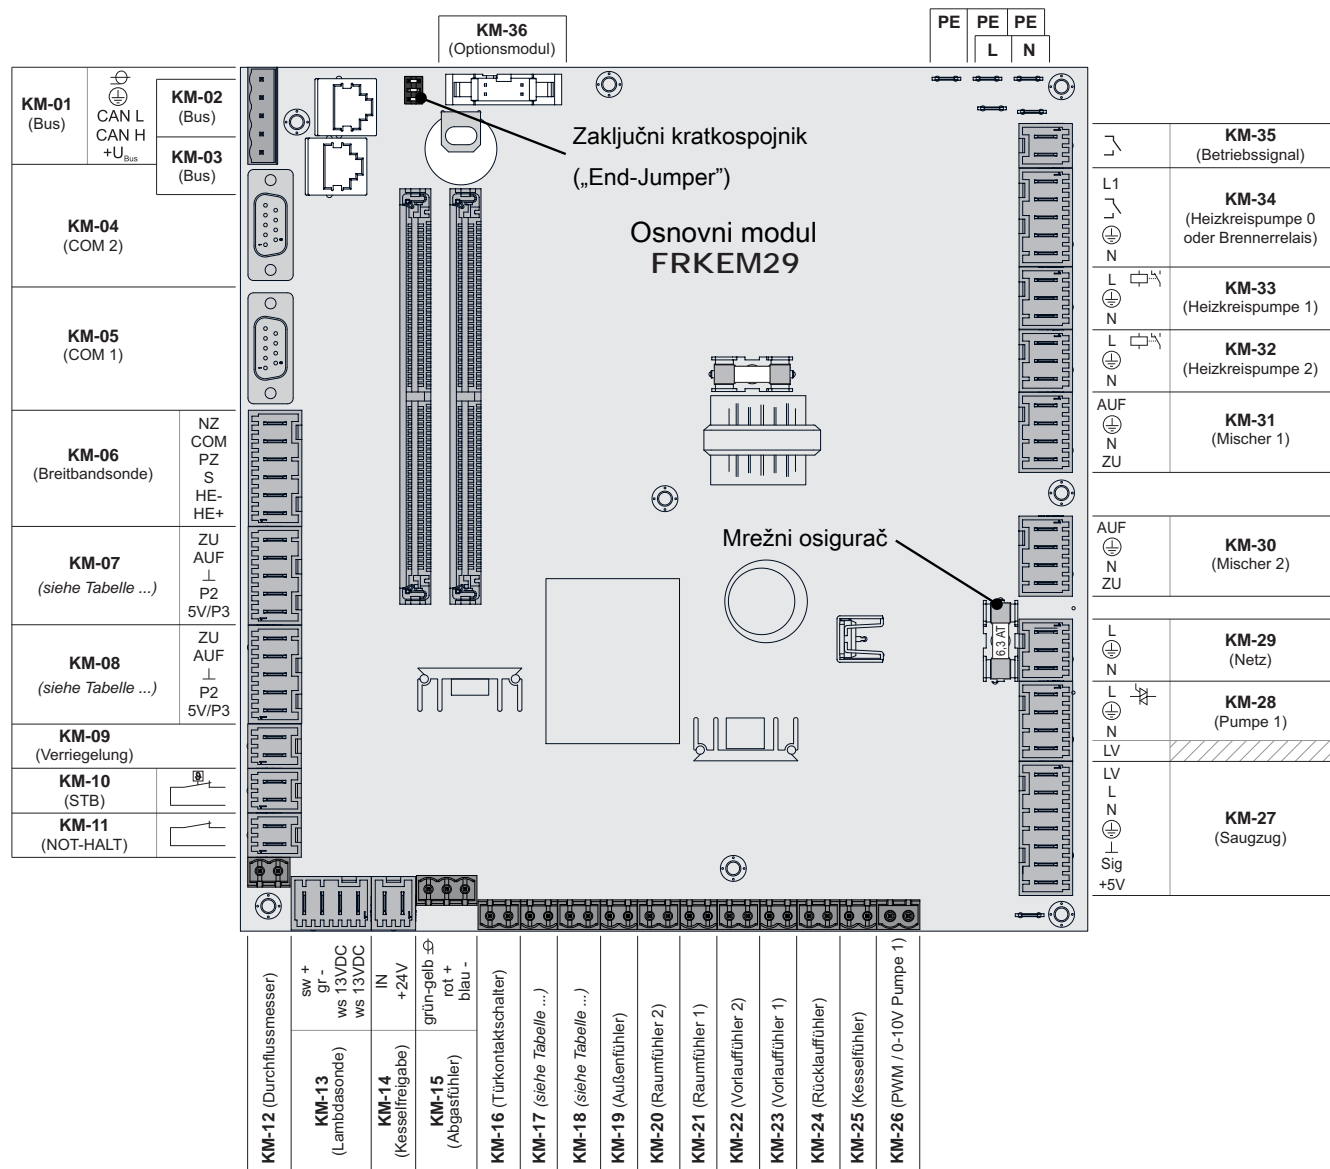 KM-36
(Optionsmodul)
PE PE PE
L N
KM-01
(Bus)
CAN L
CAN H
+U Bus
KM-02
(Bus)
KM-03
(Bus)
KM-04
(COM 2)
KM-05
(COM 1)
KM-06
(Breitbandsonde)
NZ
COM
PZ
S
HE-
HE+
KM-07
(siehe Tabelle ...)
ZU
AUF
⊥
P2
5V/P3
KM-08
(siehe Tabelle ...)
ZU
AUF
⊥
P2
5V/P3
KM-09
(Verriegelung)
KM-10
(STB)
KM-11
(NOT-HALT)
Zaključni kratkospojnik
(„End-Jumper”)
Osnovni modul
FRKEM29
Mrežni osigurač
6,3 AT
KM-35
(Betriebssignal)
L1
N
KM-34
(Heizkreispumpe 0
oder Brennerrelais)
L
N
KM-33
(Heizkreispumpe 1)
L
N
KM-32
(Heizkreispumpe 2)
AUF
N
ZU
KM-31
(Mischer 1)
AUF
N
ZU
KM-30
(Mischer 2)
L
N
KM-29
(Netz)
L
N
LV
KM-28
(Pumpe 1)
LV
L
N
⊥
Sig
+5V
KM-27
(Saugzug)
KM-12 (Durchflussmesser)
sw +
gr -
ws 13VDC
ws 13VDC
KM-13
(Lambdasonde)
IN
+24V
KM-14
(Kesselfreigabe)
grün-gelb
rot +
blau -
KM-15
(Abgasfühler)
KM-16 (Türkontaktschalter)
KM-17 (siehe Tabelle ...)
KM-18 (siehe Tabelle ...)
KM-19 (Außenfühler)
KM-20 (Raumfühler 2)
KM-21 (Raumfühler 1)
KM-22 (Vorlauffühler 2)
KM-23 (Vorlauffühler 1)
KM-24 (Rücklauffühler)
KM-25 (Kesselfühler)
KM-26 (PWM / 0-10V Pumpe 1)